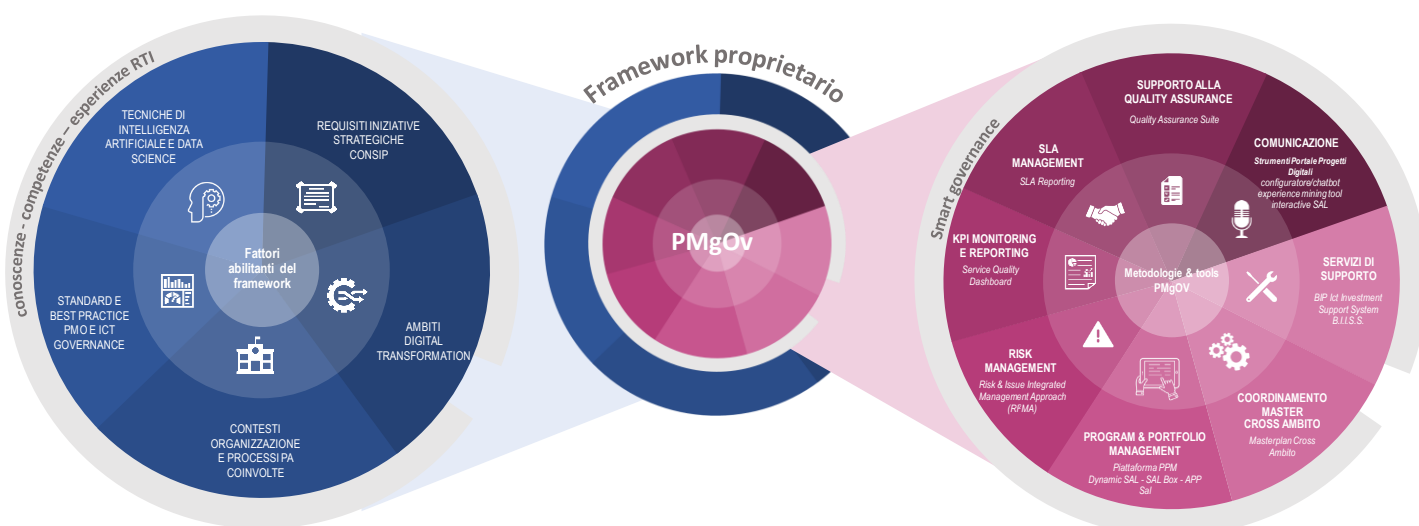 conoscenze - competenze – esperienze RTI
TECNICHE DI
INTELLIGENZA
ARTIFICIALE E DATA
SCIENCE
REQUISITI INIZIATIVE
STRATEGICHE
CONSIP
STANDARD E
BEST PRACTICE
PMO E ICT
GOVERNANCE
Fattori
abilitanti del
framework
AMBITI
DIGITAL
TRANSFORMATION
CONTESTI
ORGANIZZAZIONE
E PROCESSI PA
COINVOLTE
Framework proprietario
PMgOv
Smart governance
SUPPORTO ALLA
QUALITY ASSURANCE
Quality Assurance Suite
COMUNICAZIONE
Strumenti Portale Progetti
Digitali
configuratore/chatbot
experience mining tool
interactive SAL
SLA
MANAGEMENT
SLA Reporting
KPI MONITORING
E REPORTING
Service Quality
Dashboard
Metodologie & tools
PMgOV
SERVIZI DI
SUPPORTO
BIP Ict Investment
Support System
B.I.I.S.S.
RISK
MANAGEMENT
Risk & Issue Integrated
Management Approach
(RFMA)
COORDINAMENTO
MASTER
CROSS AMBITO
Masterplan Cross
Ambito
PROGRAM & PORTFOLIO
MANAGEMENT
Piattaforma PPM
Dynamic SAL - SAL Box - APP
Sal